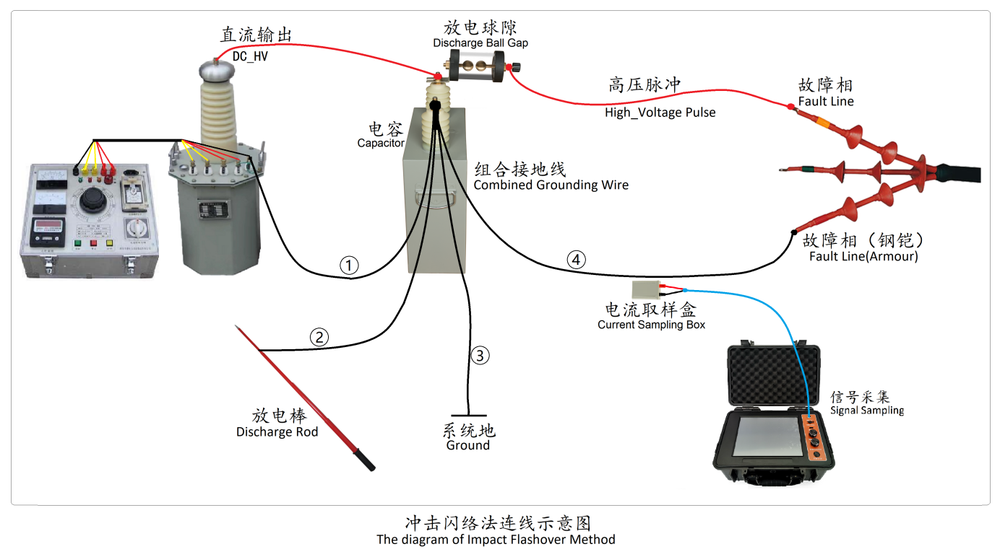 直流输出
DC_HV
放电球隙
Discharge Ball Gap
高压脉冲
High_Voltage Pulse
故障相
Fault Line
电容
Capacitor
组合接地线
Combined Grounding Wire
故障相（钢铠）
Fault Line(Armour)
①
④
电流取样盒
Current Sampling Box
②
③
信号采集
Signal Sampling
放电棒
Discharge Rod
系统地
Ground
冲击闪络法连线示意图
The diagram of Impact Flashover Method